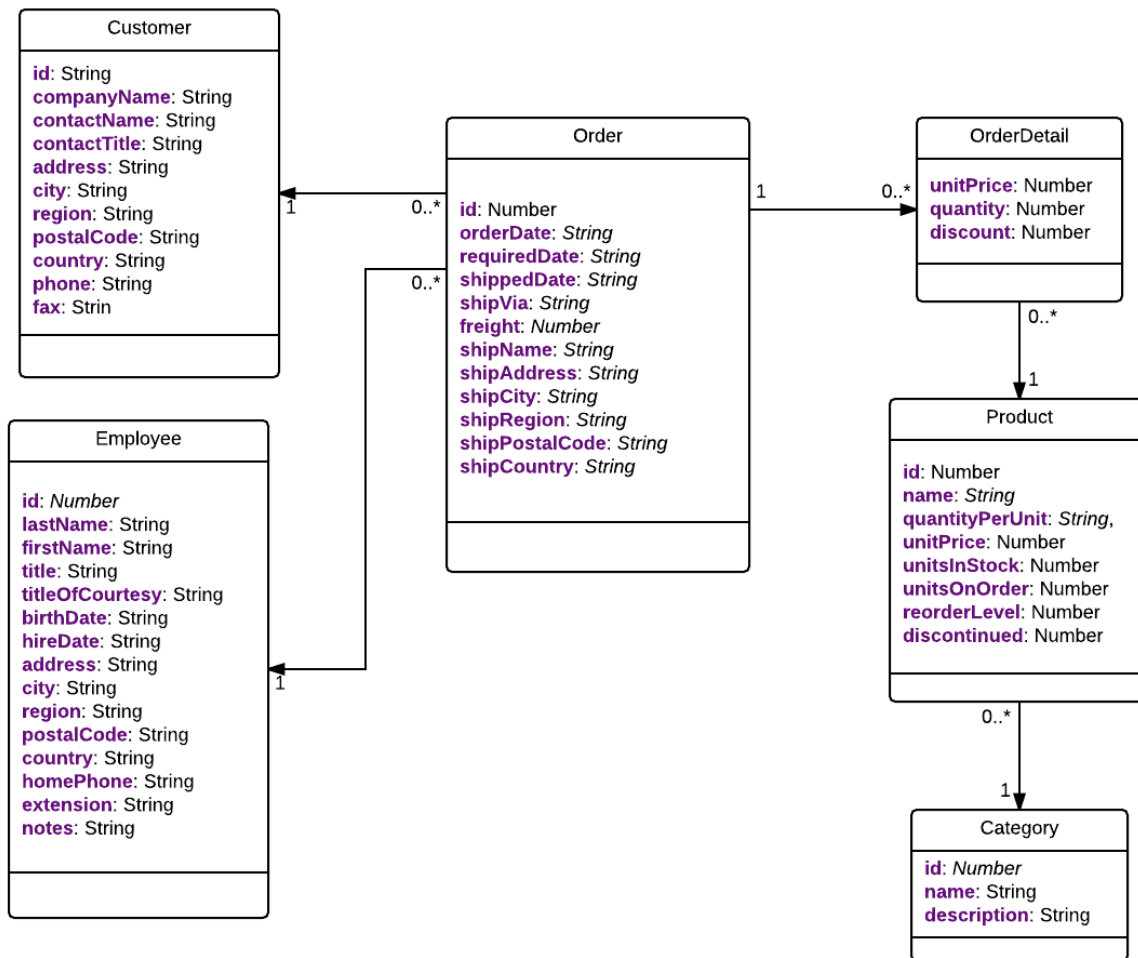 Customer
id: String
companyName: String
contactName: String
contactTitle: String
address: String
city: String
region: String
postalCode: String
country: String
phone: String
fax: Strin
1
0..*
Order
id: Number
orderDate: String
requiredDate: String
shippedDate: String
shipVia: String
freight: Number
shipName: String
shipAddress: String
shipCity: String
shipRegion: String
shipPostalCode: String
shipCountry: String
1
0..*
OrderDetail
unitPrice: Number
quantity: Number
discount: Number
0..*
1
0..*
1
Employee
id: Number
lastName: String
firstName: String
title: String
titleOfCourtesy: String
birthDate: String
hireDate: String
address: String
city: String
region: String
postalCode: String
country: String
homePhone: String
extension: String
notes: String
Product
id: Number
name: String
quantityPerUnit: String,
unitPrice: Number
unitsInStock: Number
unitsOnOrder: Number
reorderLevel: Number
discontinued: Number
0..*
1
Category
id: Number
name: String
description: String